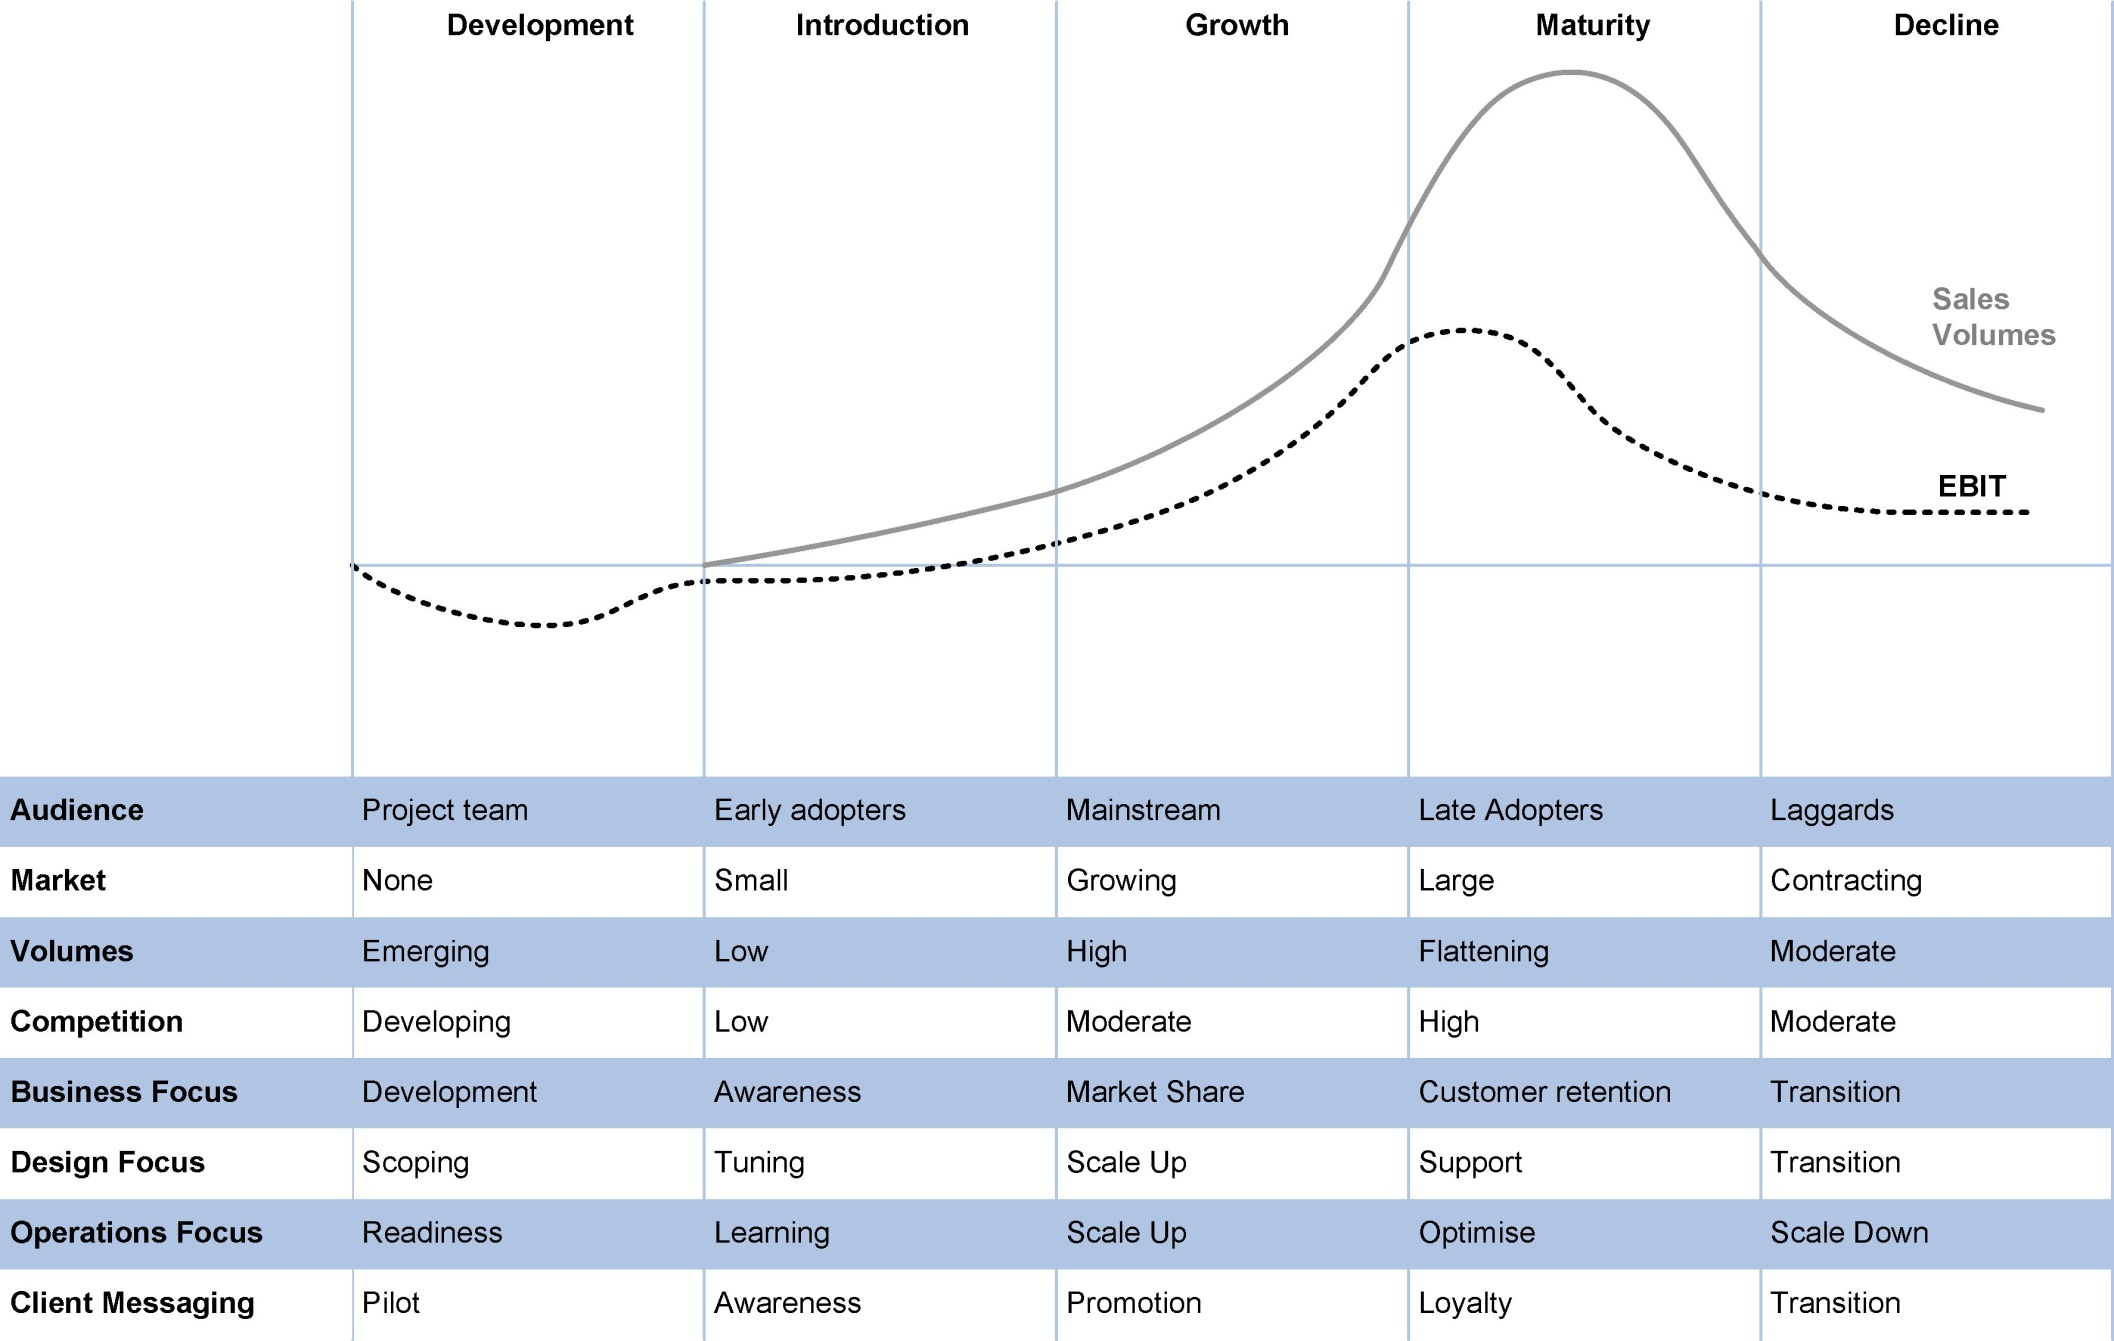 Development Introduction Growth Maturity Decline
Sales
Volumes
EBIT
Audience Project team Early adopters Mainstream Late Adopters Laggards
Market None Small Growing Large Contracting
Volumes Emerging Low High Flattening Moderate
Competition Developing Low Moderate High Moderate
Business Focus Development Awareness Market Share Customer retention Transition
Design Focus Scoping Tuning Scale Up Support Transition
Operations Focus Readiness Learning Scale Up Optimise Scale Down
Client Messaging Pilot Awareness Promotion Loyalty Transition